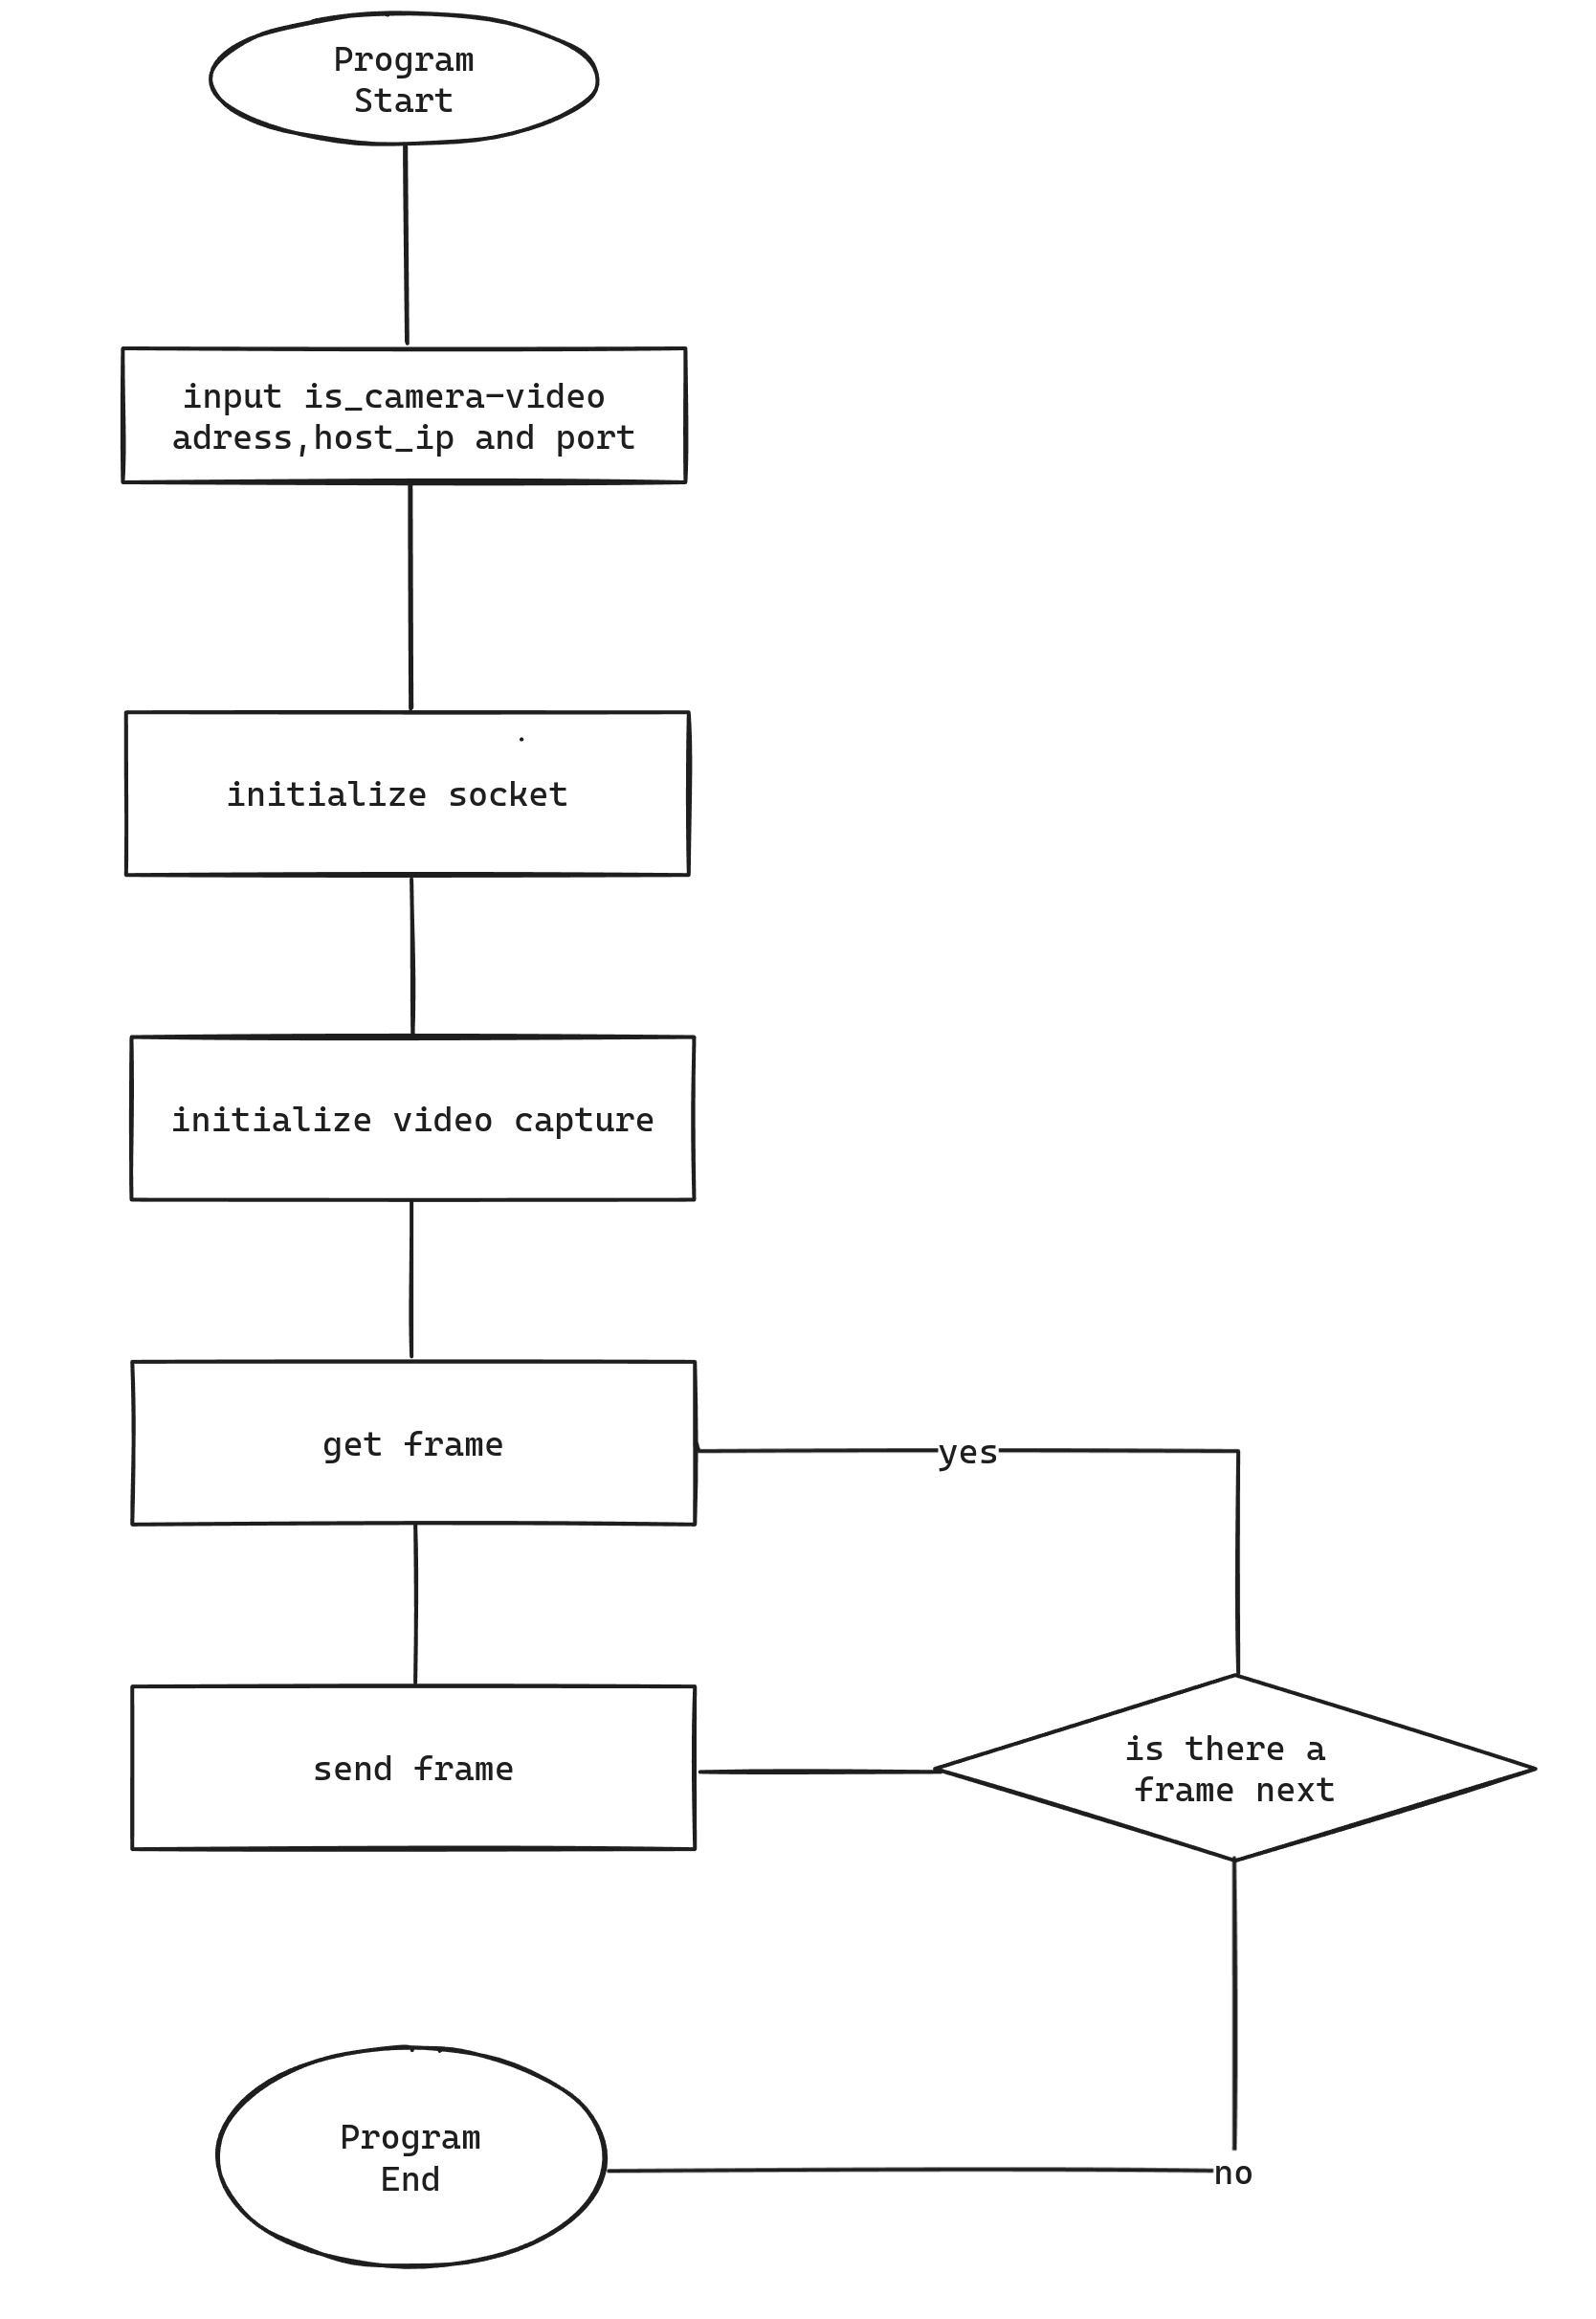 Program
Start
input is_camera-video
adress,host_ip and port
initialize socket
initialize video capture
get frame
yes
send frame
is there a
frame next
Program
End
no